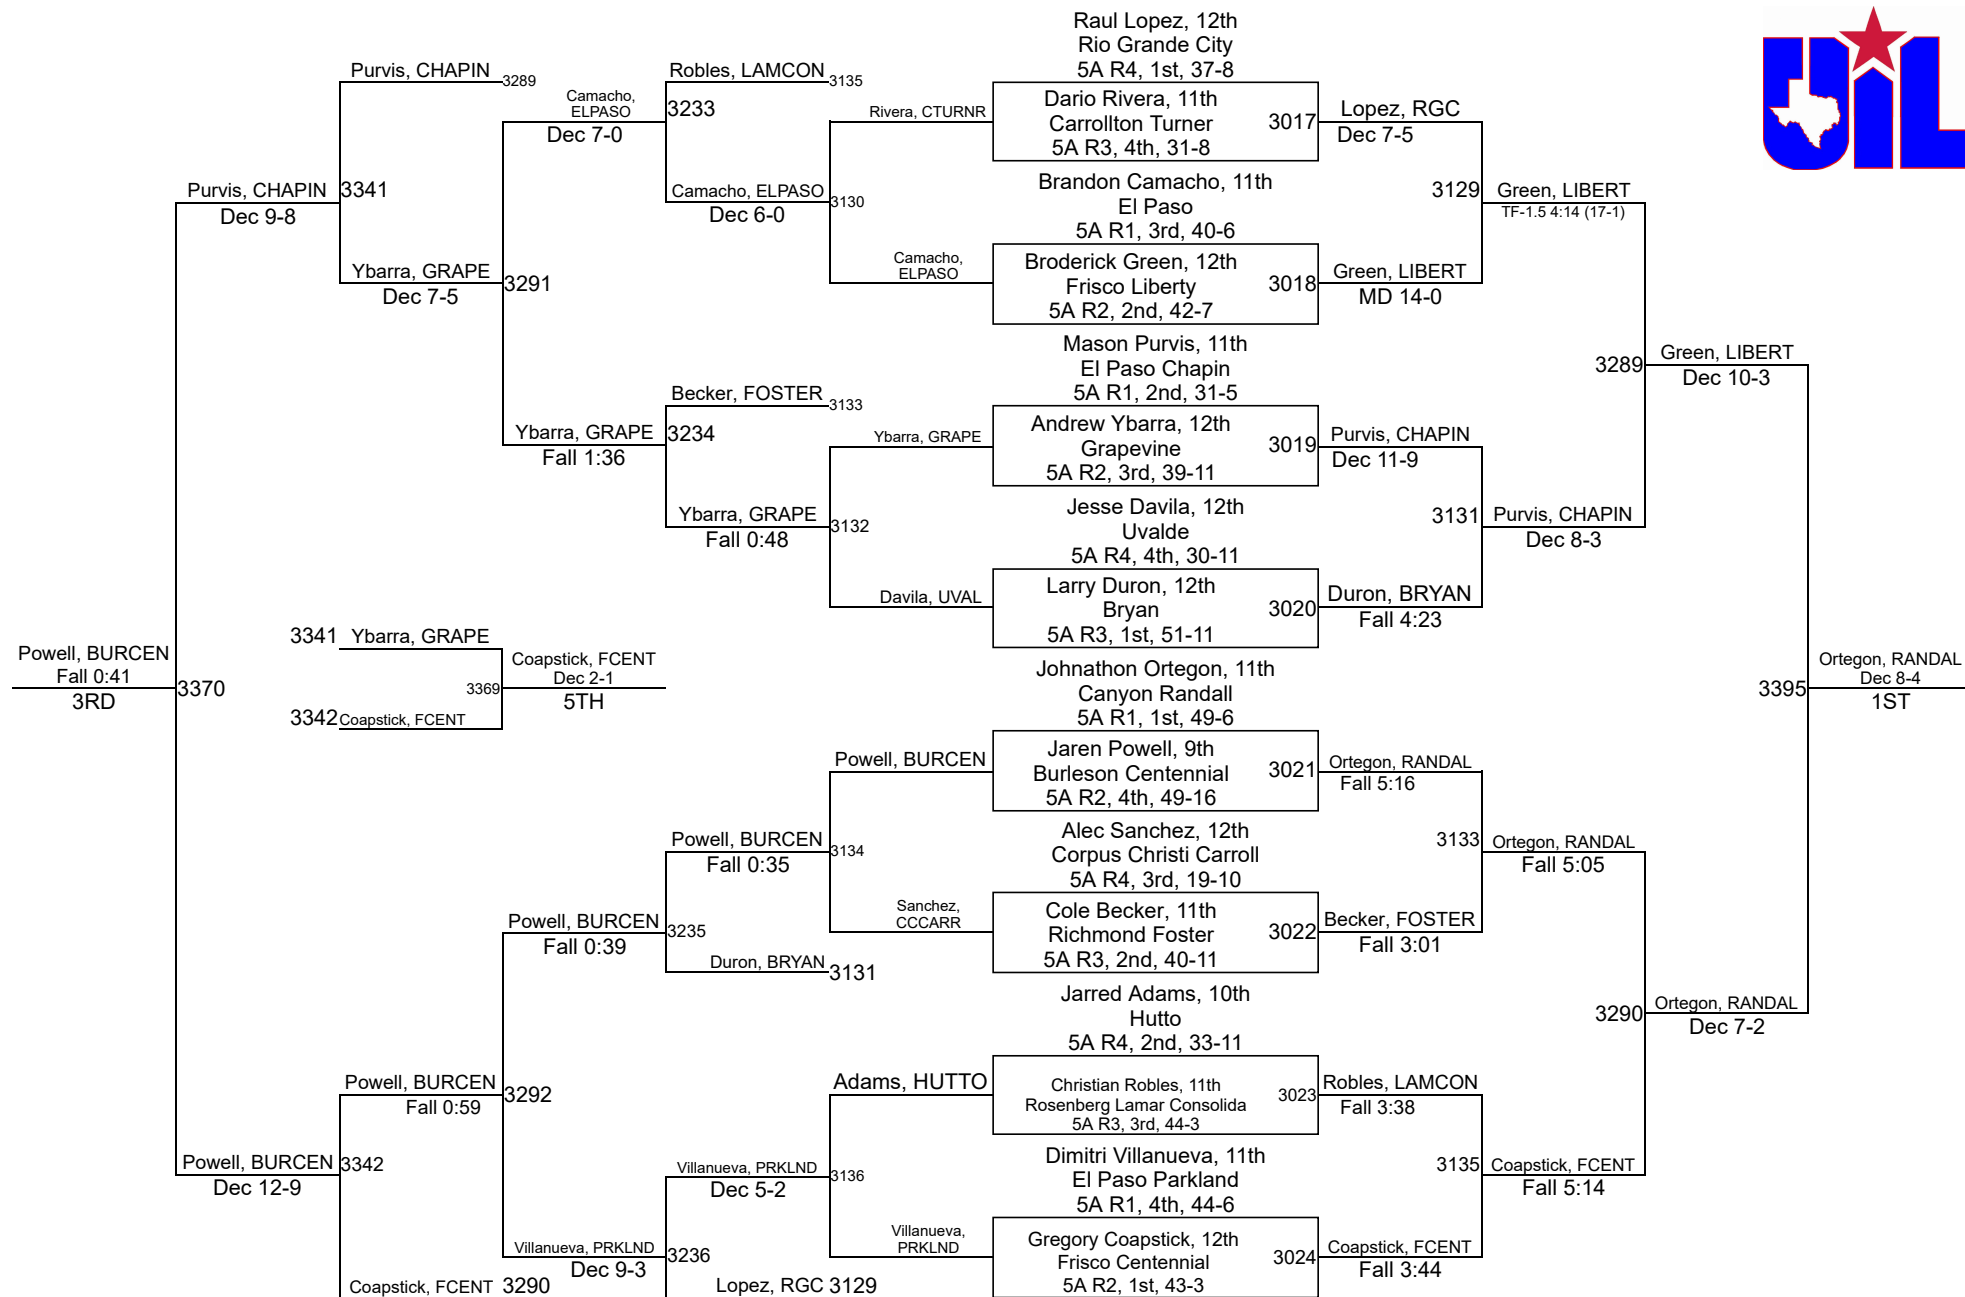 Raul Lopez, 12th
Rio Grande City
5A R4, 1st, 37-8
UIL
Purvis, CHAPIN
3289
Camacho,
ELPASO
Dec 7-0
Robles, LAMCON
3135
3233
Rivera, CTURNR
Dario Rivera, 11th
Carrollton Turner
5A R3, 4th, 31-8
3017
Lopez, RGC
Dec 7-5
Purvis, CHAPIN
Dec 9-8
3341
Camacho, ELPASO
Dec 6-0
3130
Brandon Camacho, 11th
El Paso
5A R1, 3rd, 40-6
3129
Green, LIBERT
TF-1.5 4:14 (17-1)
Ybarra, GRAPE
Dec 7-5
3291
Camacho,
ELPASO
Broderick Green, 12th
Frisco Liberty
5A R2, 2nd, 42-7
3018
Green, LIBERT
MD 14-0
Mason Purvis, 11th
El Paso Chapin
5A R1, 2nd, 31-5
3289
Green, LIBERT
Dec 10-3
Becker, FOSTER
3133
Ybarra, GRAPE
Fall 1:36
3234
Ybarra, GRAPE
Andrew Ybarra, 12th
Grapevine
5A R2, 3rd, 39-11
3019
Purvis, CHAPIN
Dec 11-9
Ybarra, GRAPE
Fall 0:48
3132
Jesse Davila, 12th
Uvalde
5A R4, 4th, 30-11
3131
Purvis, CHAPIN
Dec 8-3
Davila, UVAL
Larry Duron, 12th
Bryan
5A R3, 1st, 51-11
3020
Duron, BRYAN
Fall 4:23
Powell, BURCEN
Fall 0:41
3RD
3370
3341
Ybarra, GRAPE
3342
Coapstick, FCENT
3369
Coapstick, FCENT
Dec 2-1
5TH
Johnathon Ortegon, 11th
Canyon Randall
5A R1, 1st, 49-6
3395
Ortegon, RANDAL
Dec 8-4
1ST
Powell, BURCEN
Jaren Powell, 9th
Burleson Centennial
5A R2, 4th, 49-16
3021
Ortegon, RANDAL
Fall 5:16
Powell, BURCEN
Fall 0:35
3134
Alec Sanchez, 12th
Corpus Christi Carroll
5A R4, 3rd, 19-10
3133
Ortegon, RANDAL
Fall 5:05
Powell, BURCEN
Fall 0:39
3235
Sanchez,
CCCARR
Cole Becker, 11th
Richmond Foster
5A R3, 2nd, 40-11
3022
Becker, FOSTER
Fall 3:01
Duron, BRYAN
3131
Jarred Adams, 10th
Hutto
5A R4, 2nd, 33-11
3290
Ortegon, RANDAL
Dec 7-2
Powell, BURCEN
Fall 0:59
3292
Adams, HUTTO
Christian Robles, 11th
Rosenberg Lamar Consolida
5A R3, 3rd, 44-3
3023
Robles, LAMCON
Fall 3:38
Powell, BURCEN
Dec 12-9
3342
Villanueva, PRKLND
Dec 5-2
3136
Dimitri Villanueva, 11th
El Paso Parkland
5A R1, 4th, 44-6
3135
Coapstick, FCENT
Fall 5:14
Villanueva, PRKLND
Dec 9-3
3236
Villanueva,
PRKLND
Gregory Coapstick, 12th
Frisco Centennial
5A R2, 1st, 43-3
3024
Coapstick, FCENT
Fall 3:44
Coapstick, FCENT
3290
Lopez, RGC
3129